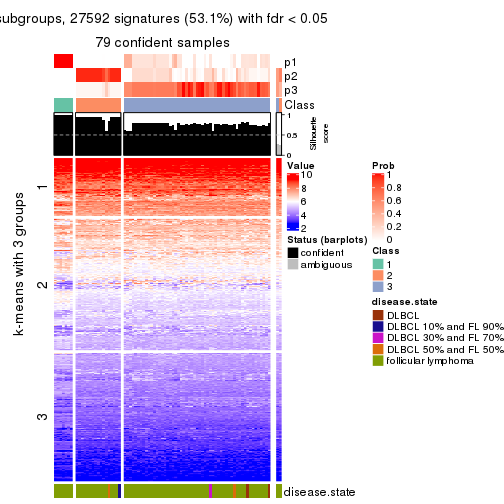 subgroups, 27592 signatures (53.1%) with fdr < 0.05
79 confident samples
p1
p2
p3
Class
1
0.5
0
Silhouette
score
k-means with 3 groups
1
2
3
Value
10
8
6
4
2
Status (barplots)
confident
ambiguous
Prob
1
0.8
0.6
0.4
0.2
0
Class
1
2
3
disease.state
DLBCL
DLBCL 10% and FL 90%
DLBCL 30% and FL 70%
DLBCL 50% and FL 50%
follicular lymphoma
disease.state